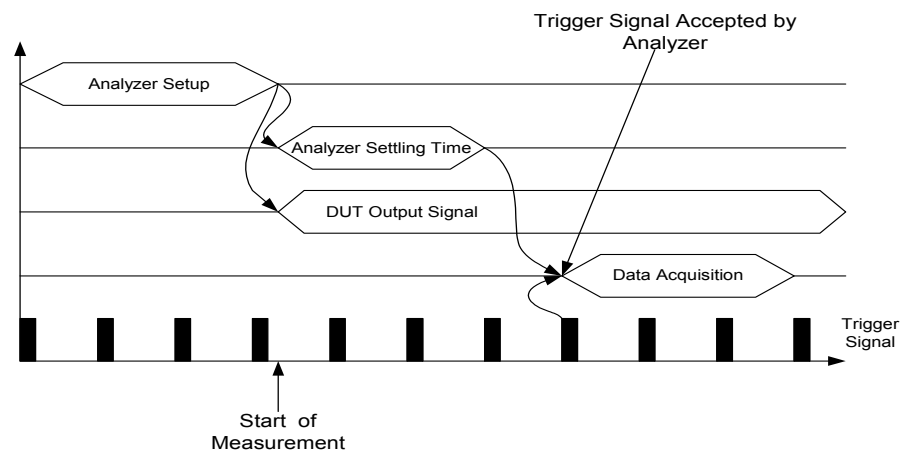 Trigger Signal Accepted by
Analyzer
Analyzer Setup
Analyzer Settling Time
DUT Output Signal
Data Acquisition
Trigger
Signal
Start of
Measurement